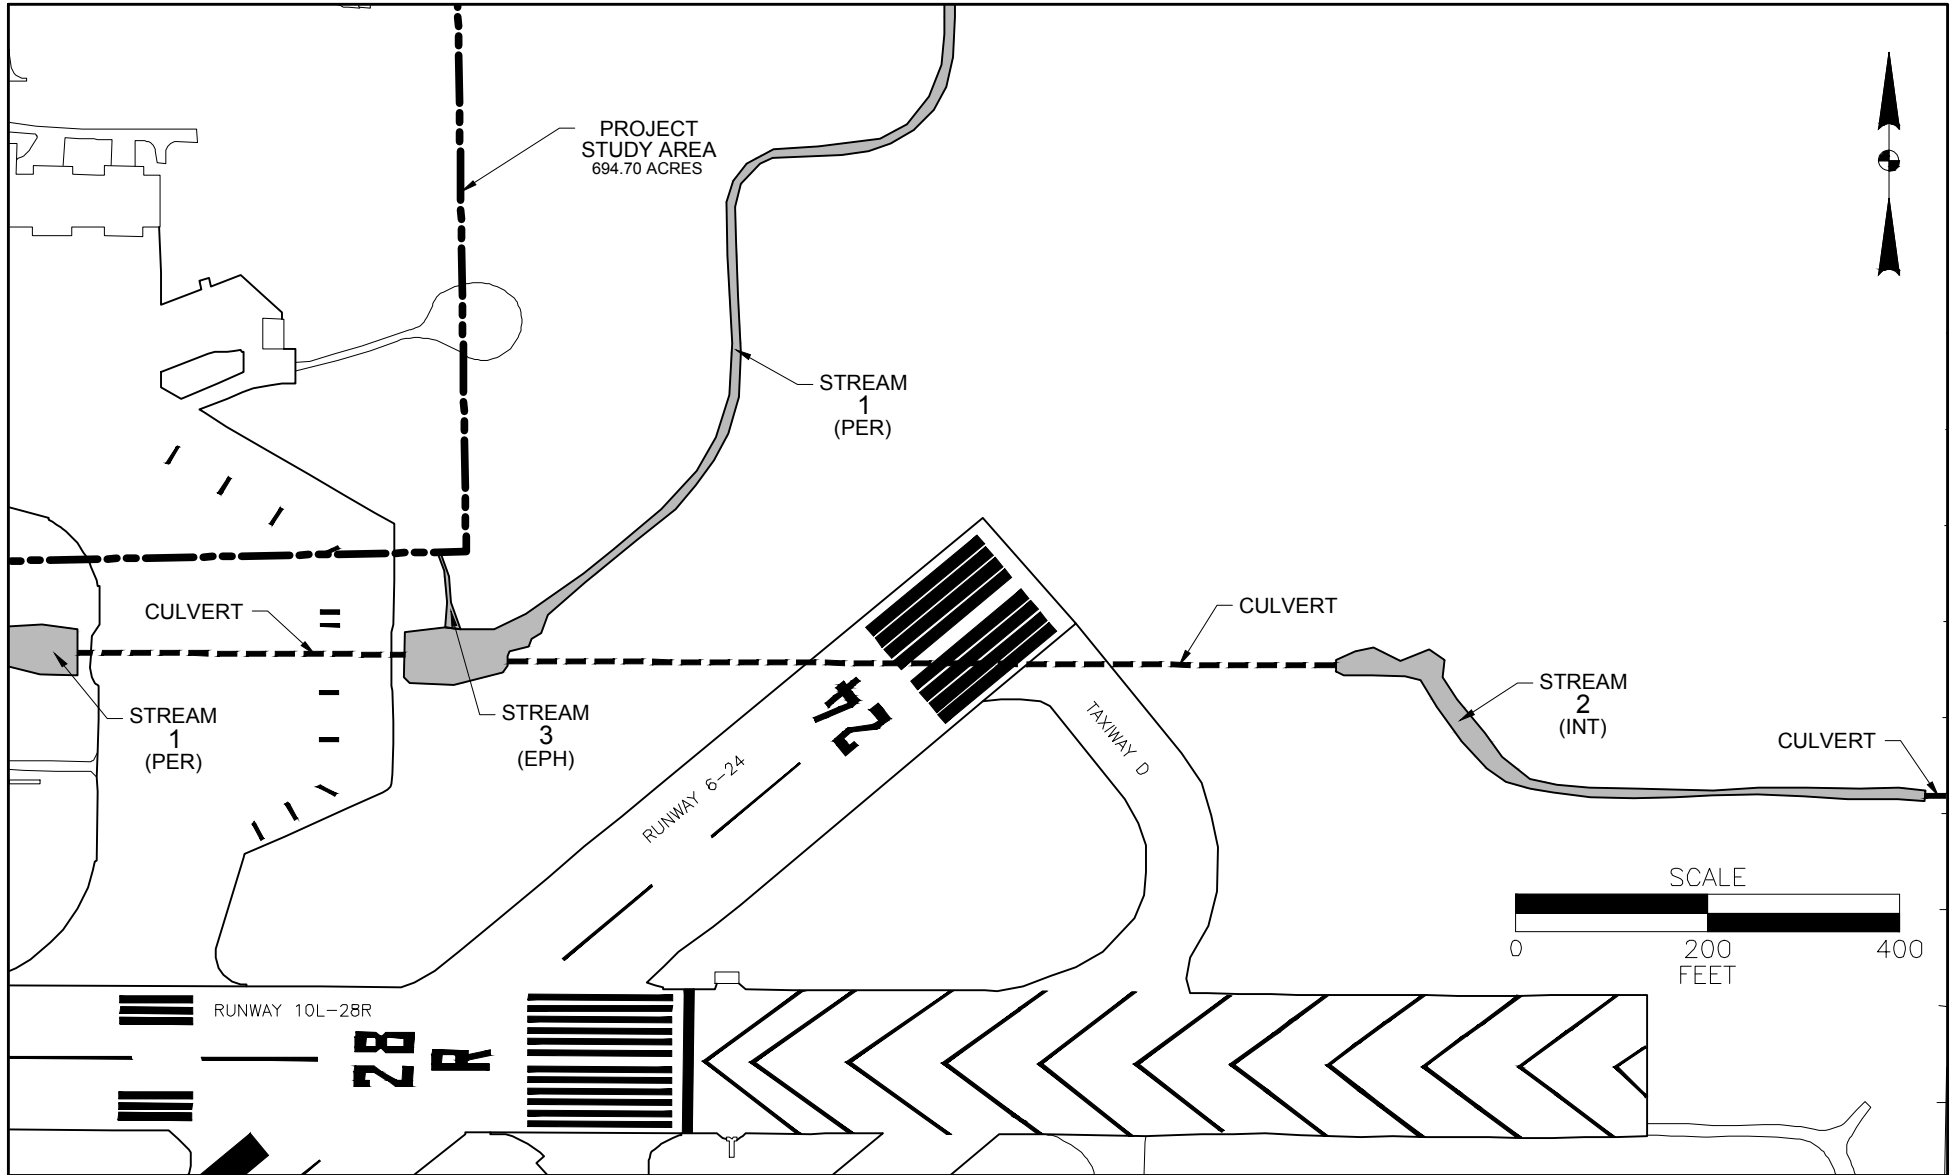 PROJECT
STUDY AREA
694.70 ACRES
STREAM
1
(PER)
CULVERT
CULVERT
STREAM
1
(PER)
STREAM
3
(EPH)
STREAM
2
(INT)
CULVERT
24
TAXIWAY D
RUNWAY 6-24
SCALE
0 200 400
FEET
RUNWAY 10L-28R
28
R